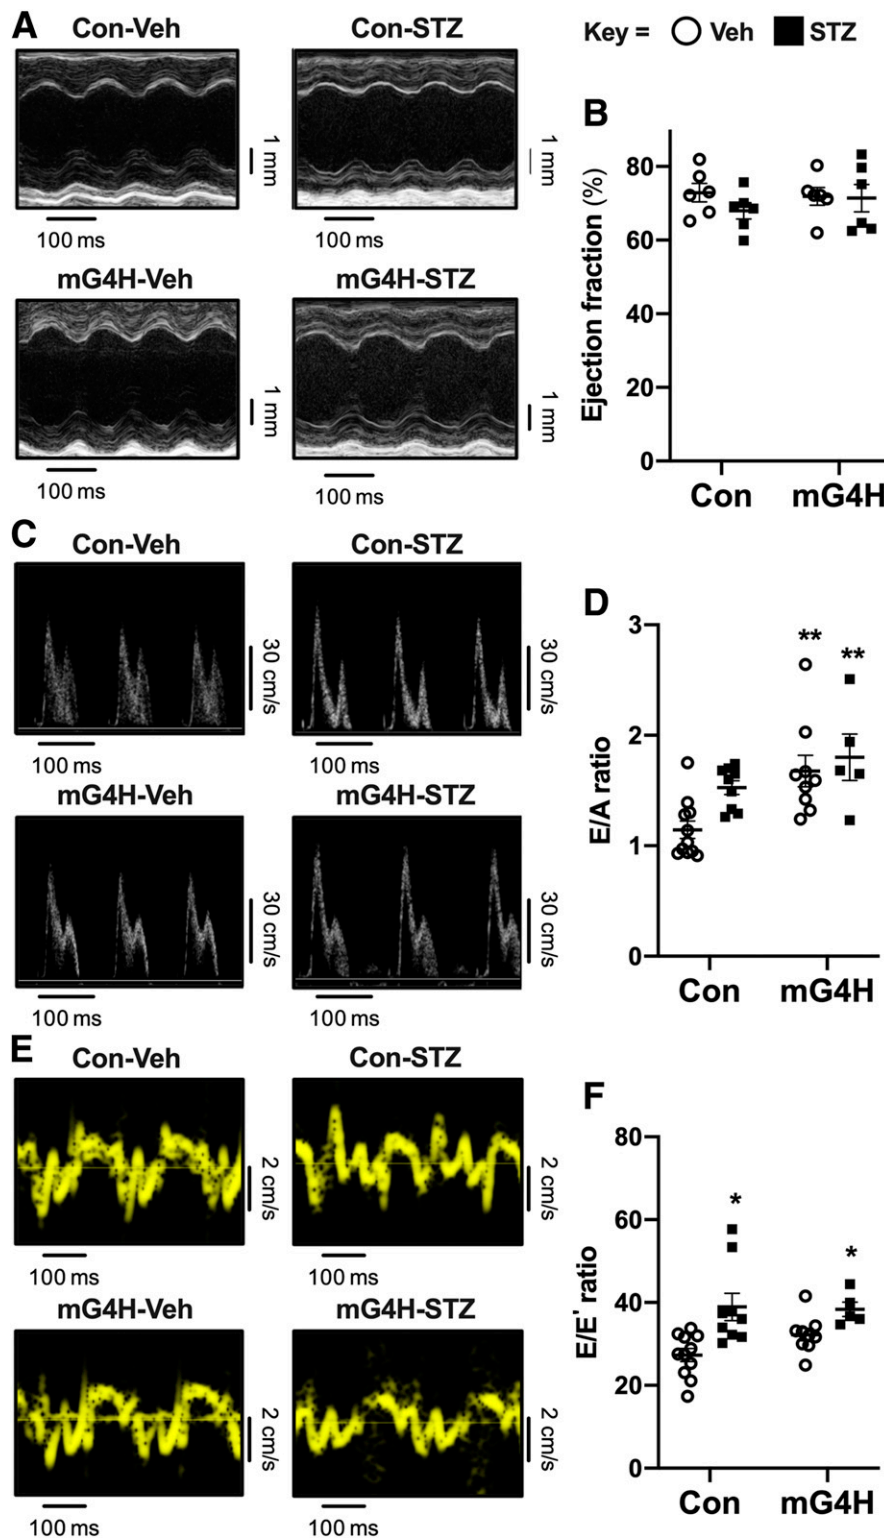 A
Con-Veh
Con-STZ
1 mm
1 mm
100 ms
100 ms
mG4H-Veh
mG4H-STZ
1 mm
1 mm
100 ms
100 ms
Key = Veh STZ
B
Ejection fraction (%)
80
60
40
20
0
Con
mG4H
C
Con-Veh
Con-STZ
30 cm/s
30 cm/s
100 ms
100 ms
mG4H-Veh
mG4H-STZ
30 cm/s
30 cm/s
100 ms
100 ms
D
E/A ratio
3
2
1
0
**
**
Con
mG4H
E
Con-Veh
Con-STZ
2 cm/s
2 cm/s
100 ms
100 ms
mG4H-Veh
mG4H-STZ
2 cm/s
2 cm/s
100 ms
100 ms
F
E/E' ratio
80
60
40
20
0
*
*
Con
mG4H